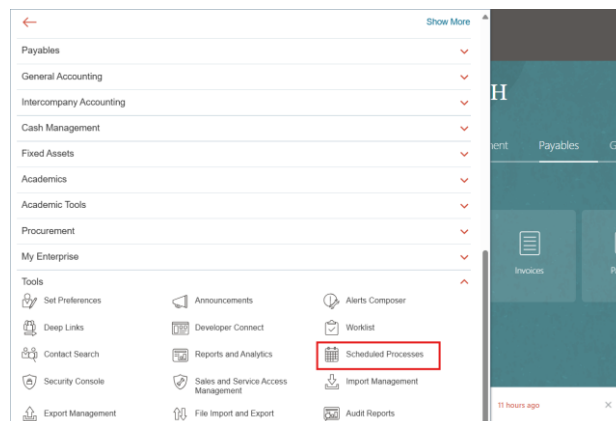 Show More
Payables
General Accounting
Intercompany Accounting
Cash Management
Fixed Assets
Academics
Academic Tools
Procurement
My Enterprise
Tools
Set Preferences
Announcements
Alerts Composer
Deep Links
Developer Connect
Worklist
Contact Search
Reports and Analytics
Scheduled Processes
Security Console
Sales and Service Access
Management
Import Management
Export Management
File Import and Export
Audit Reports
H
ment
Payables
G
Invoices
11 hours ago